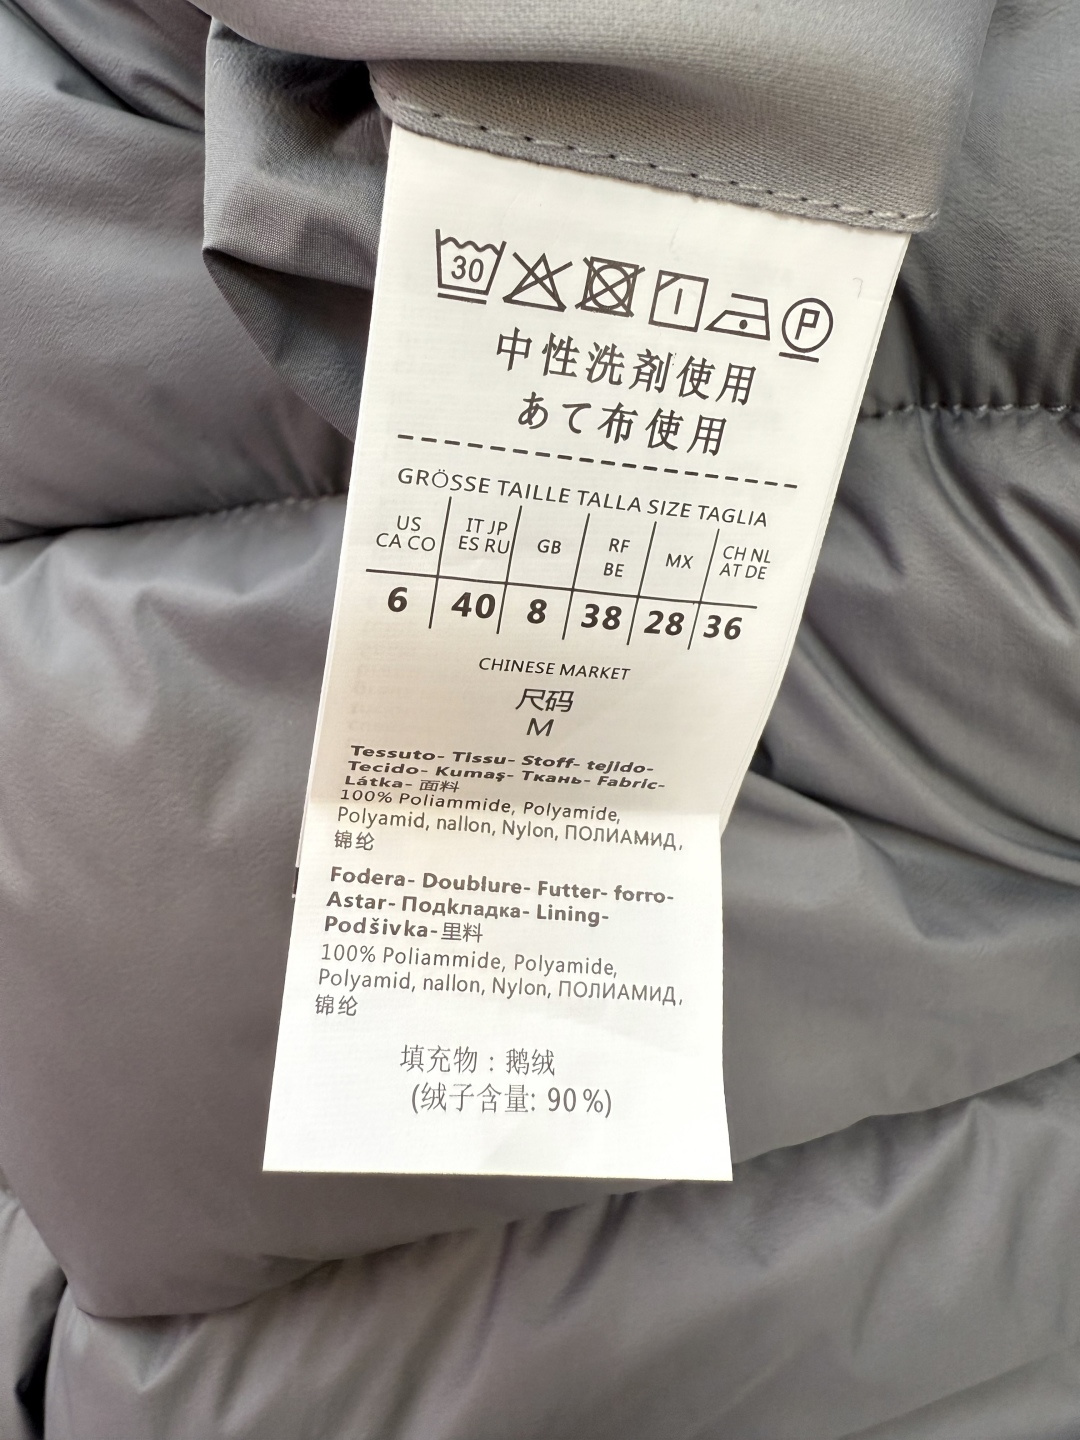 30
P
中性洗剤使用
あて布使用
GRÖSSE TAILLE TALLA SIZE TAGLIA
US CA CO IT JP ES RU GB RF BE MX CH NL AT DE
6 40 8 38 28 36
CHINESE MARKET
尺码
M
Tessuto- Tissu- Stoff- tejido-
Tecido- Kumaş- Ткань- Fabric-
Látka- 面料
100% Poliammide, Polyamide,
Polyamid, nallon, Nylon, ПОЛИАМИД,
锦纶
Fodera- Doublure- Futter- forro-
Astar- Подкладка- Lining-
Podšivka-里料
100% Poliammide, Polyamide,
Polyamid, nallon, Nylon, ПОЛИАМИД,
锦纶
填充物：鹅绒
(绒子含量: 90%)